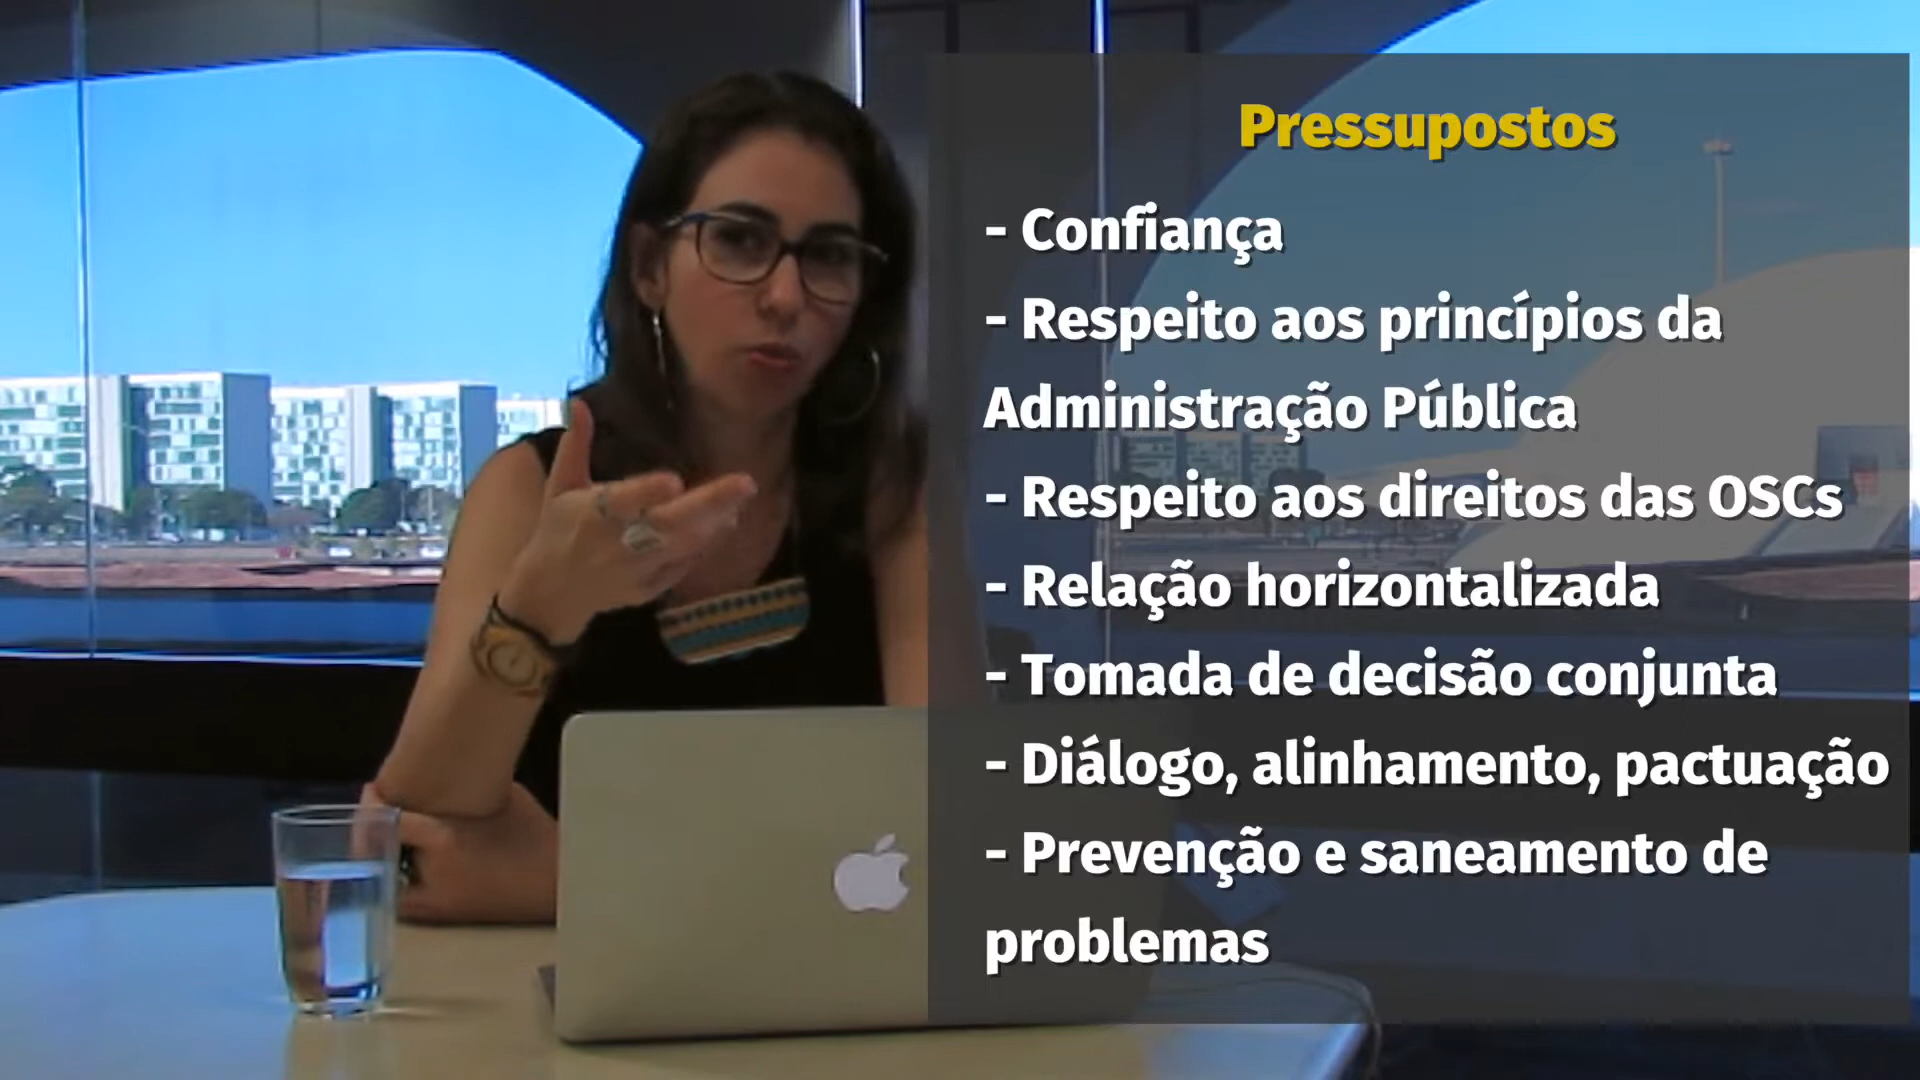 Pressupostos
- Confiança
- Respeito aos princípios da
Administração Pública
- Respeito aos direitos das OSCs
- Relação horizontalizada
- Tomada de decisão conjunta
- Diálogo, alinhamento, pactuação
- Prevenção e saneamento de
problemas